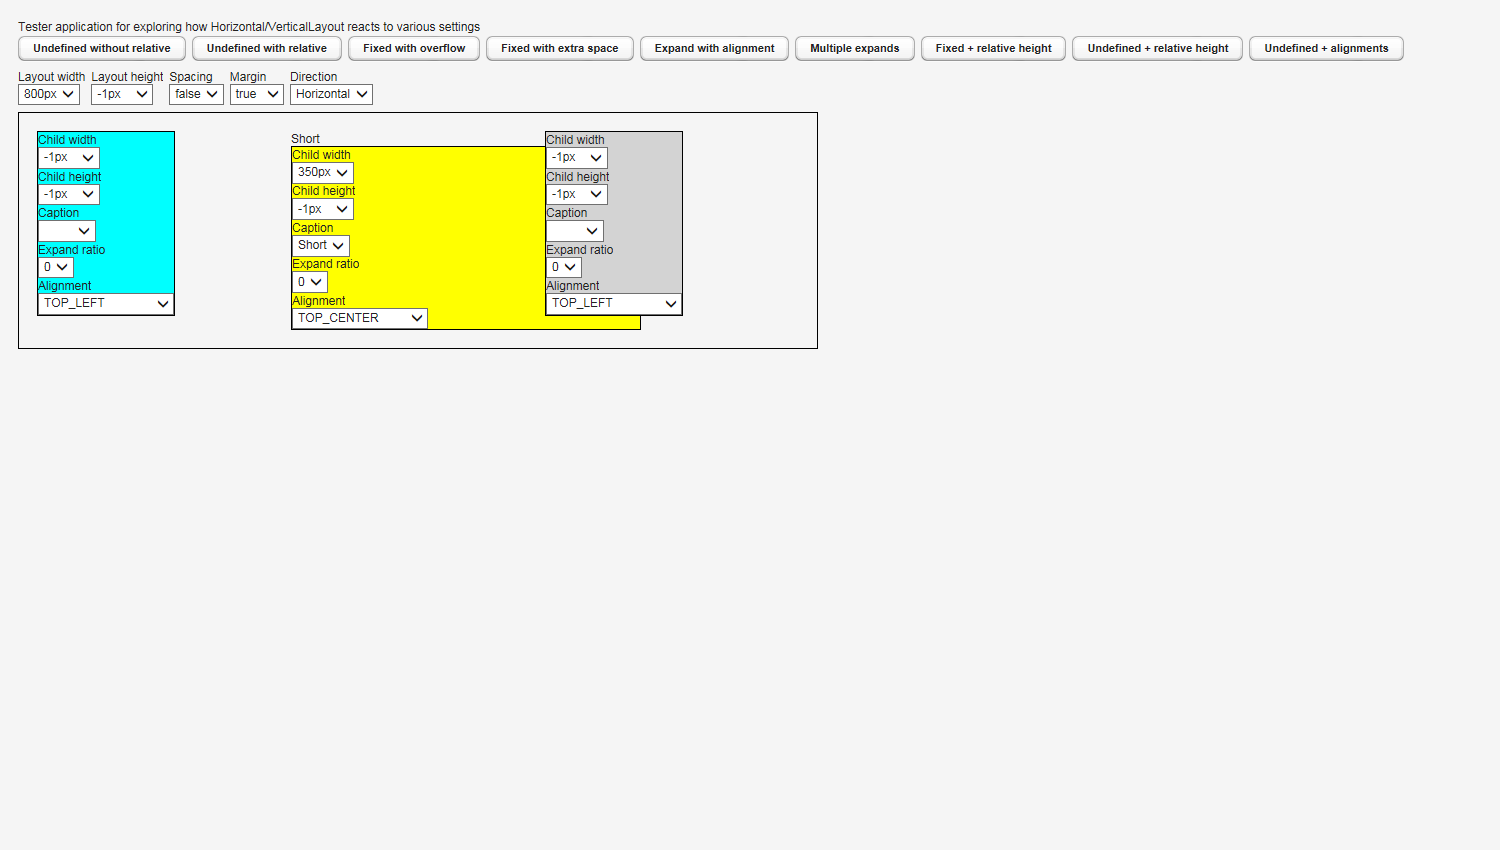 Tester application for exploring how Horizontal/VerticalLayout reacts to various settings
Undefined without relative Undefined with relative Fixed with overflow Fixed with extra space Expand with alignment Multiple expands Fixed + relative height Undefined + relative height Undefined + alignments
Layout width Layout height Spacing Margin Direction
800px -1px false true Horizontal
Child width
-1px
Child height
-1px
Caption
Expand ratio
0
Alignment
TOP_LEFT
Short
Child width
350px
Child height
-1px
Caption
Short
Expand ratio
0
Alignment
TOP_CENTER
Child width
-1px
Child height
-1px
Caption
Expand ratio
0
Alignment
TOP_LEFT